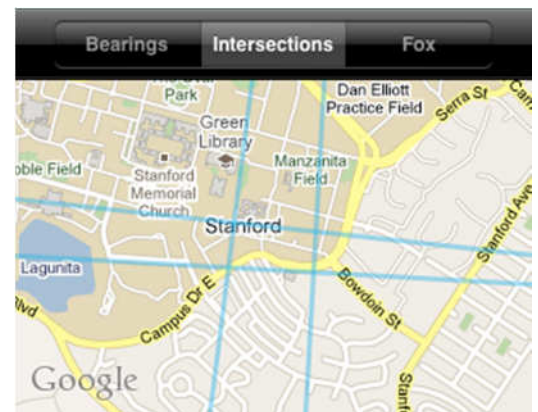 Bearings
Intersections
Fox
Park
Dan Elliott
Practice Field
Serra St
Green
Library
Manzanita
Field
Stanford
Memorial
Church
Stanford
Stanford Ave
Lagunita
Campus Dr E
Bowdoin St
Google